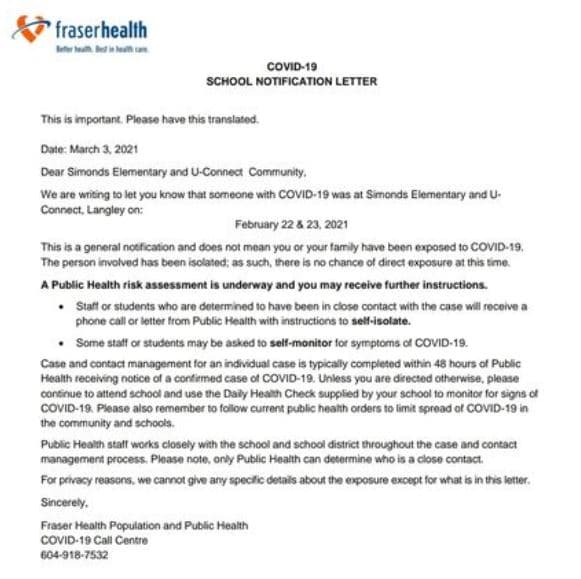 fraserhealth
Better health. Best in health care.
COVID-19
SCHOOL NOTIFICATION LETTER
This is important. Please have this translated.
Date: March 3, 2021
Dear Simonds Elementary and U-Connect Community,
We are writing to let you know that someone with COVID-19 was at Simonds Elementary and U-
Connect, Langley on:
February 22 & 23, 2021
This is a general notification and does not mean you or your family have been exposed to COVID-19.
The person involved has been isolated; as such, there is no chance of direct exposure at this time.
A Public Health risk assessment is underway and you may receive further instructions.
• Staff or students who are determined to have been in close contact with the case will receive a
phone call or letter from Public Health with instructions to self-isolate.
• Some staff or students may be asked to self-monitor for symptoms of COVID-19.
Case and contact management for an individual case is typically completed within 48 hours of Public
Health receiving notice of a confirmed case of COVID-19. Unless you are directed otherwise, please
continue to attend school and use the Daily Health Check supplied by your school to monitor for signs of
COVID-19. Please also remember to follow current public health orders to limit spread of COVID-19 in
the community and schools.
Public Health staff works closely with the school and school district throughout the case and contact
management process. Please note, only Public Health can determine who is a close contact.
For privacy reasons, we cannot give any specific details about the exposure except for what is in this letter.
Sincerely,
Fraser Health Population and Public Health
COVID-19 Call Centre
604-918-7532